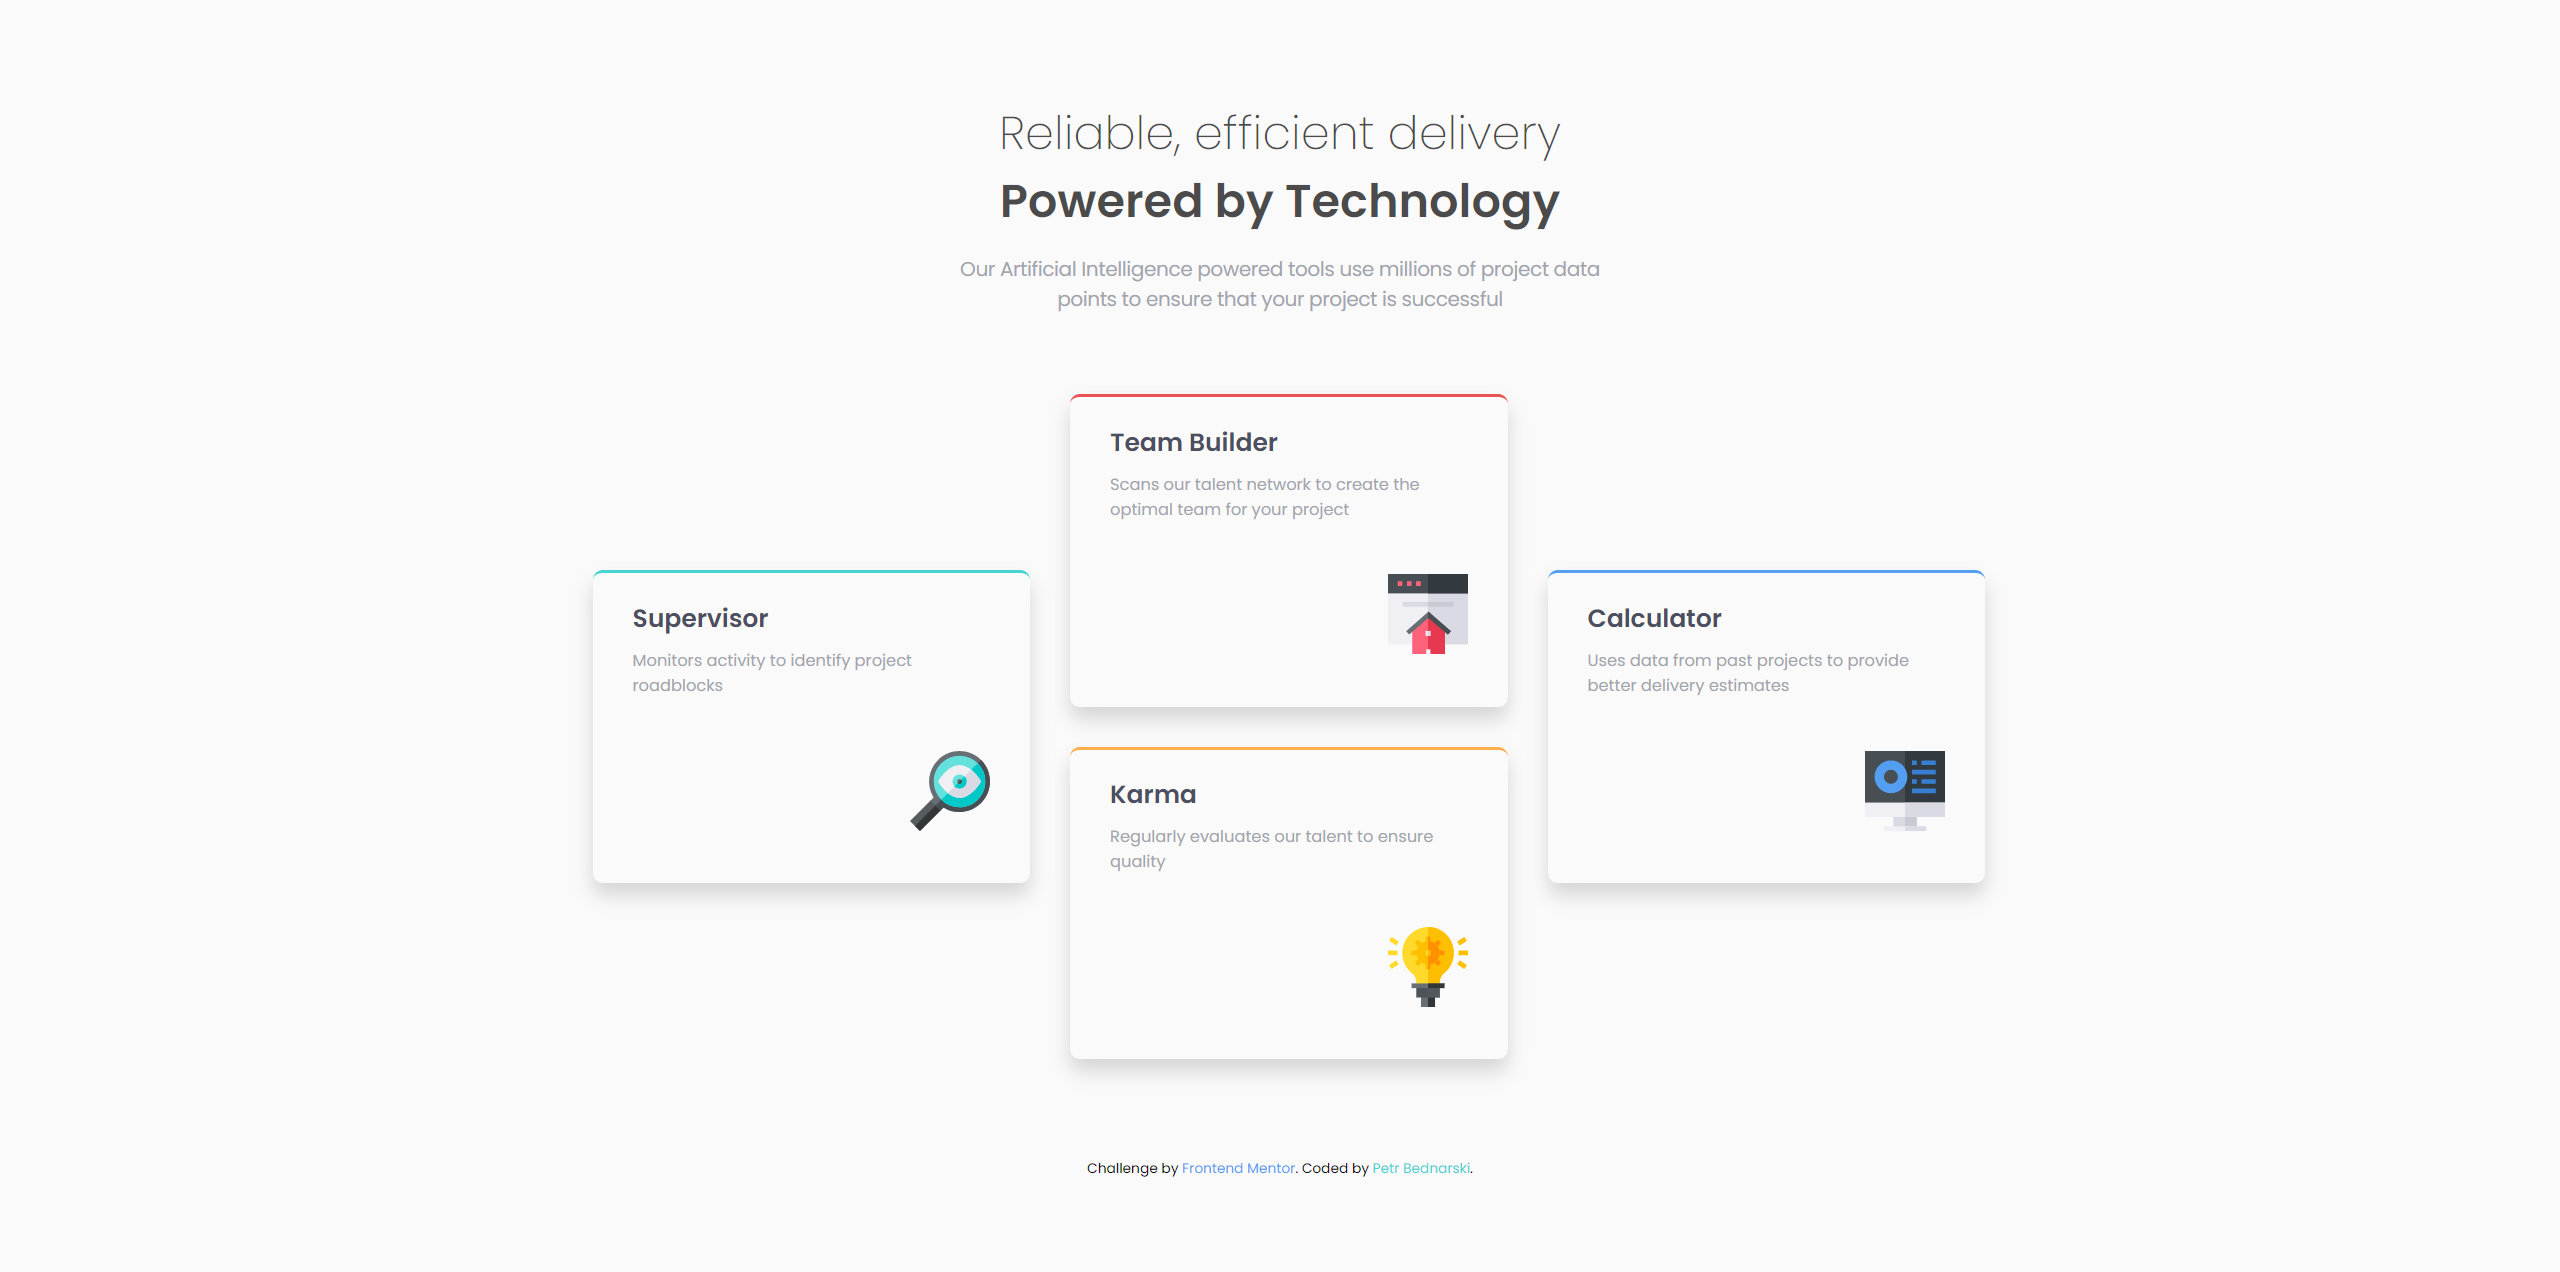 Reliable, efficient delivery
Powered by Technology
Our Artificial Intelligence powered tools use millions of project data
points to ensure that your project is successful
Supervisor
Monitors activity to identify project
roadblocks
Team Builder
Scans our talent network to create the
optimal team for your project
Karma
Regularly evaluates our talent to ensure
quality
Calculator
Uses data from past projects to provide
better delivery estimates
Challenge by Frontend Mentor. Coded by Petr Bednarski.